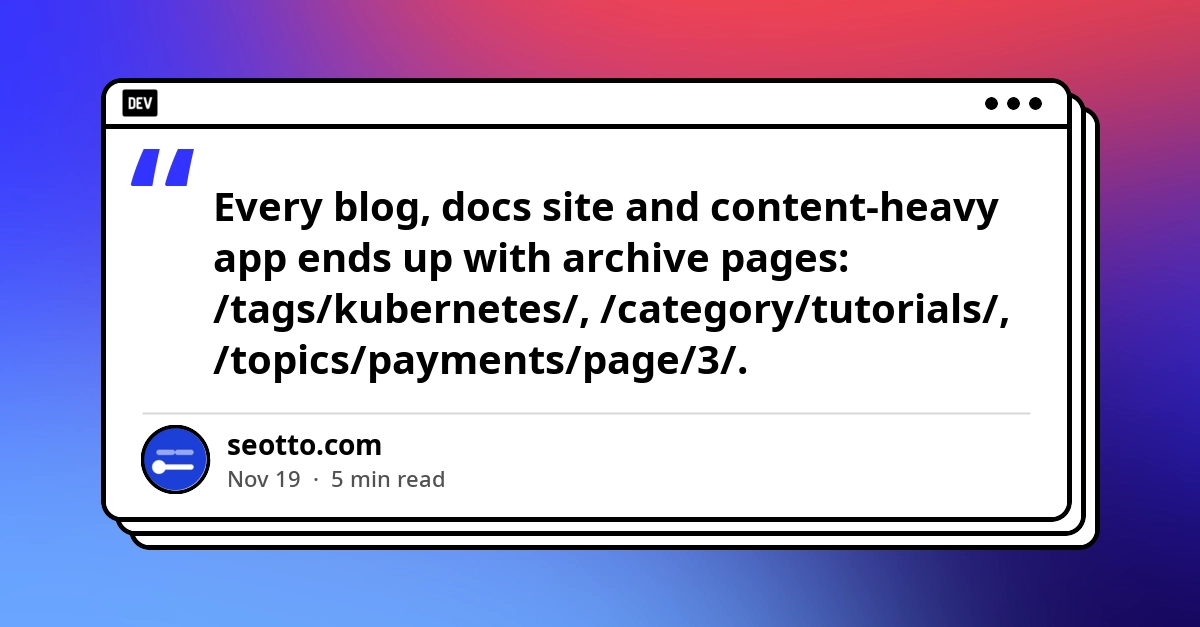 DEV
“
Every blog, docs site and content-heavy
app ends up with archive pages:
/tags/kubernetes/, /category/tutorials/,
/topics/payments/page/3/.
seotto.com
Nov 19 · 5 min read